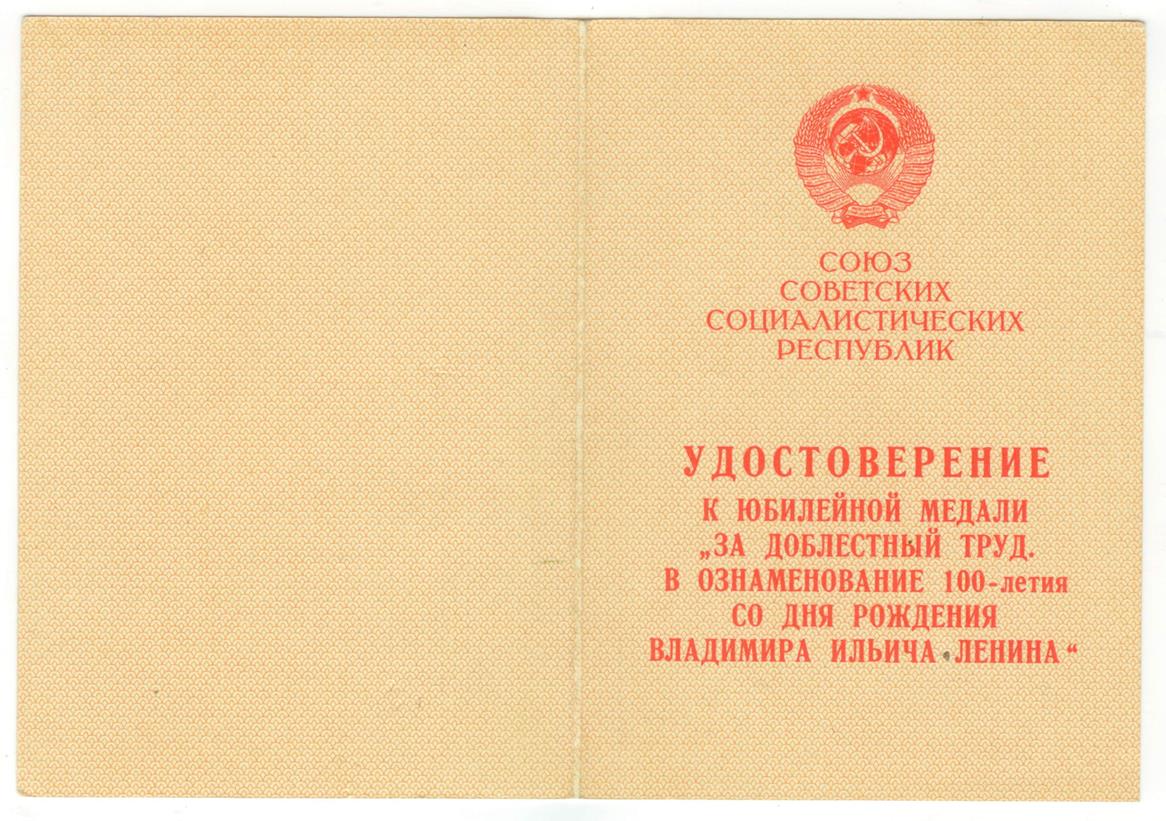 СОЮЗ
СОВЕТСКИХ
СОЦИАЛИСТИЧЕСКИХ
РЕСПУБЛИК
УДОСТОВЕРЕНИЕ
К ЮБИЛЕЙНОЙ МЕДАЛИ
„ЗА ДОБЛЕСТНЫЙ ТРУД.
В ОЗНАМЕНОВАНИЕ 100-летия
СО ДНЯ РОЖДЕНИЯ
ВЛАДИМИРА ИЛЬИЧА ЛЕНИНА“